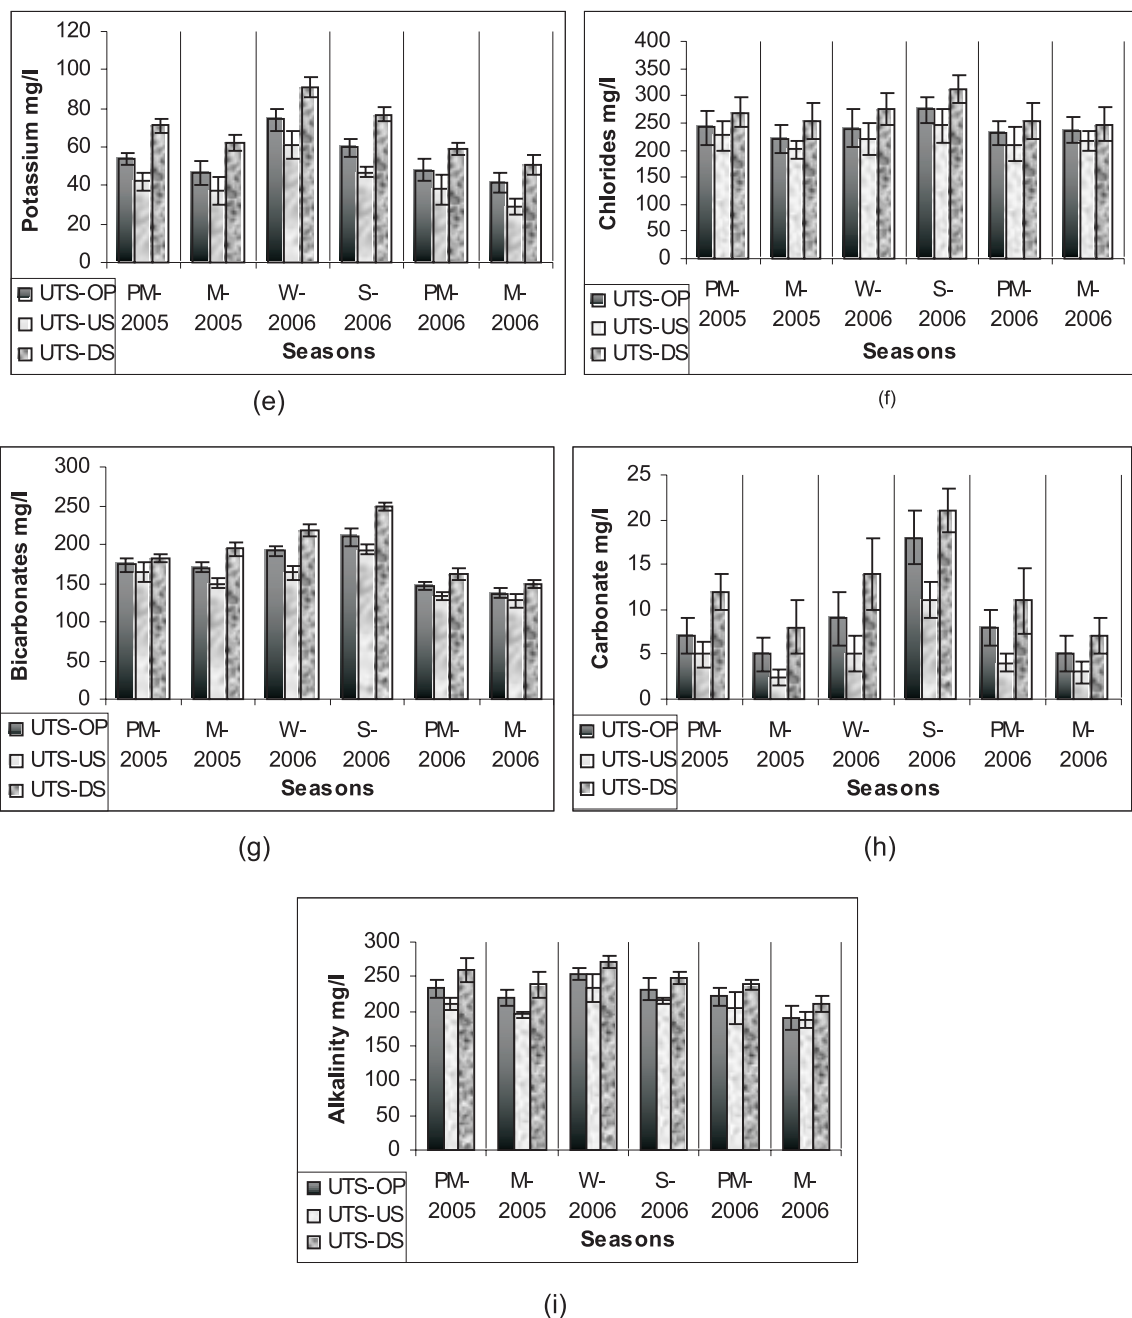 Potassium mg/l
120
100
80
60
40
20
0
UTS-OP
UTS-US
UTS-DS
PM- M- W- S- PM- M-
2005 2005 2006 2006 2006 2006
Seasons
(e)
Chlorides mg/l
400
350
300
250
200
150
100
50
0
UTS-OP
UTS-US
UTS-DS
PM- M- W- S- PM- M-
2005 2005 2006 2006 2006 2006
Seasons
(f)
Bicarbonates mg/l
300
250
200
150
100
50
0
UTS-OP
UTS-US
UTS-DS
PM- M- W- S- PM- M-
2005 2005 2006 2006 2006 2006
Seasons
(g)
Carbonate mg/l
25
20
15
10
5
0
UTS-OP
UTS-US
UTS-DS
PM- M- W- S- PM- M-
2005 2005 2006 2006 2006 2006
Seasons
(h)
Alkalinity mg/l
300
250
200
150
100
50
0
UTS-OP
UTS-US
UTS-DS
PM- M- W- S- PM- M-
2005 2005 2006 2006 2006 2006
Seasons
(i)